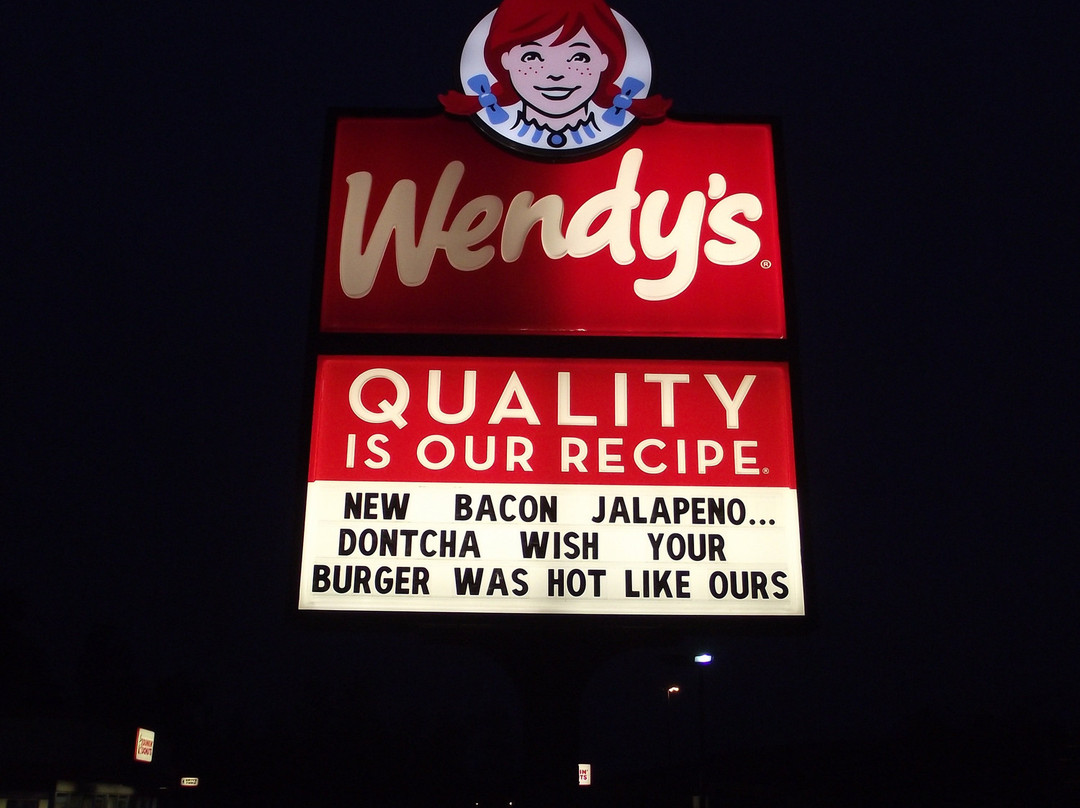 Wendy's®
QUALITY
IS OUR RECIPE®
NEW BACON JALAPENO...
DONTCHA WISH YOUR
BURGER WAS HOT LIKE OURS